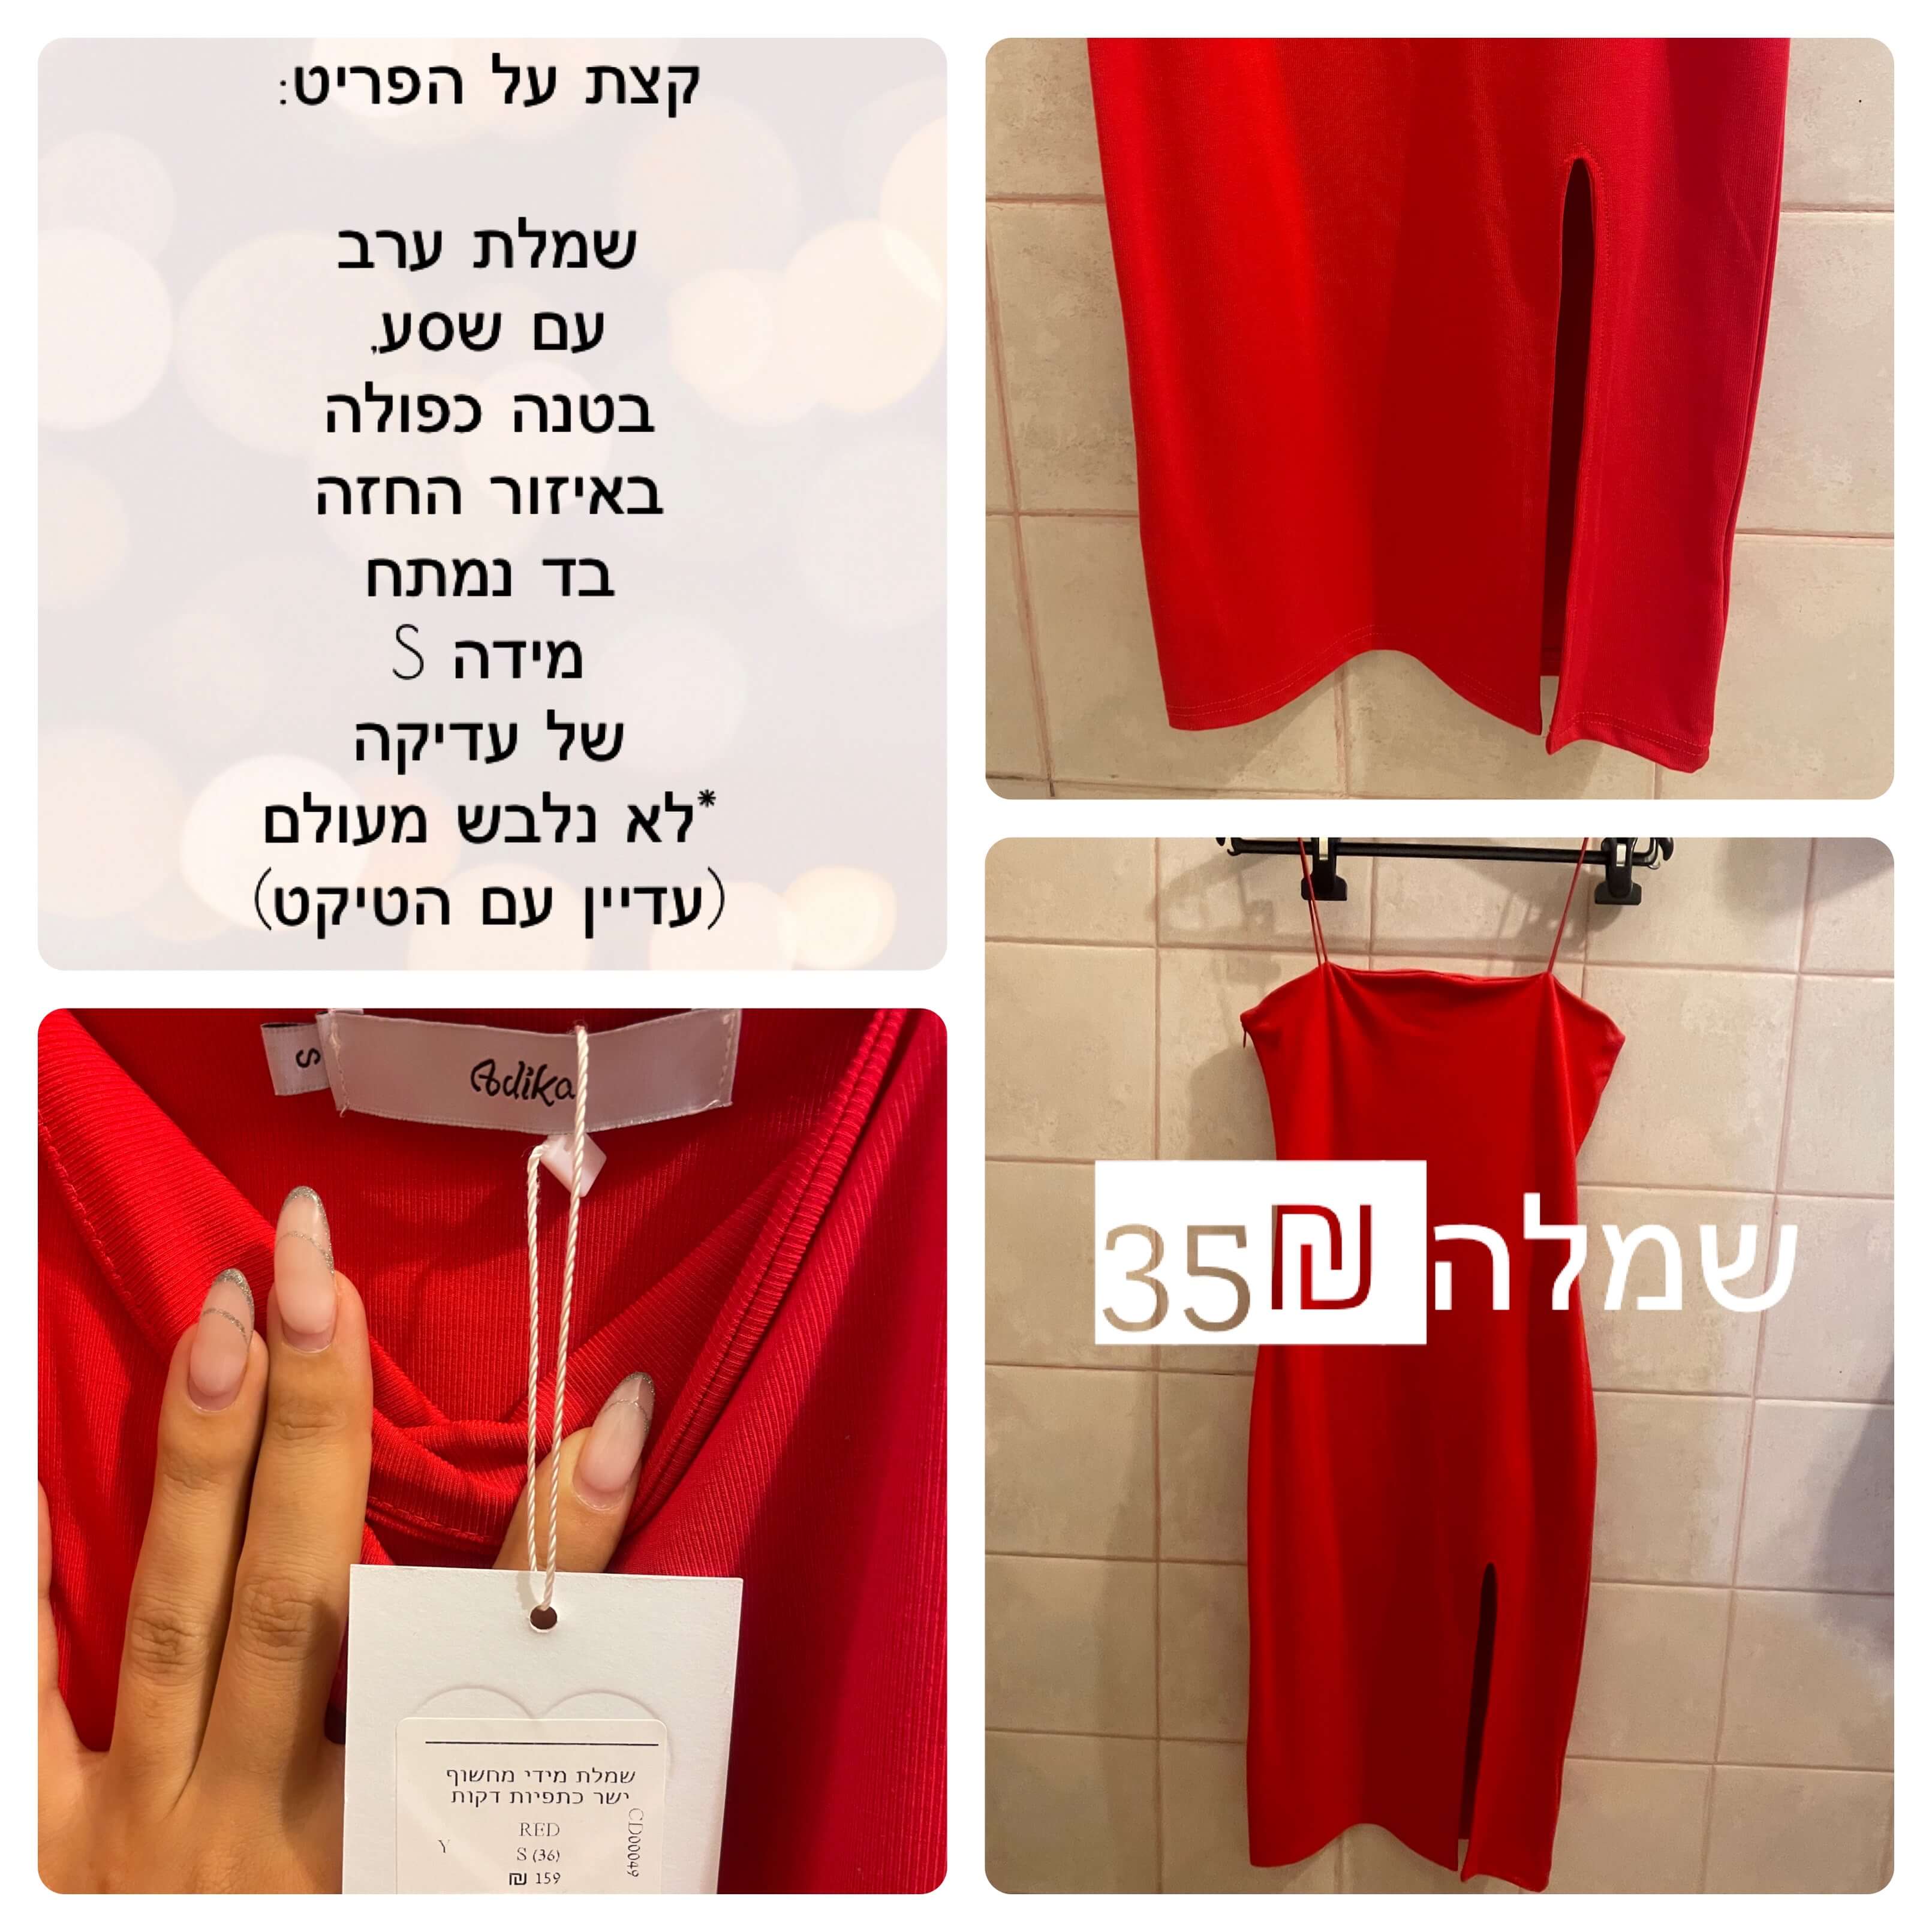 קצת על הפריט:
שמלת ערב
עם שסע,
בטנה כפולה
באיזור החזה
בד נמתח
מידה S
של עדיקה
*לא נלבש מעולם
(עדיין עם הטיקט)
S
Adika
שמלת מידי מחשוף
ישר כתפיות דקות
RED
Y
S (36)
₪ 159
CD00049
שמלה ₪35